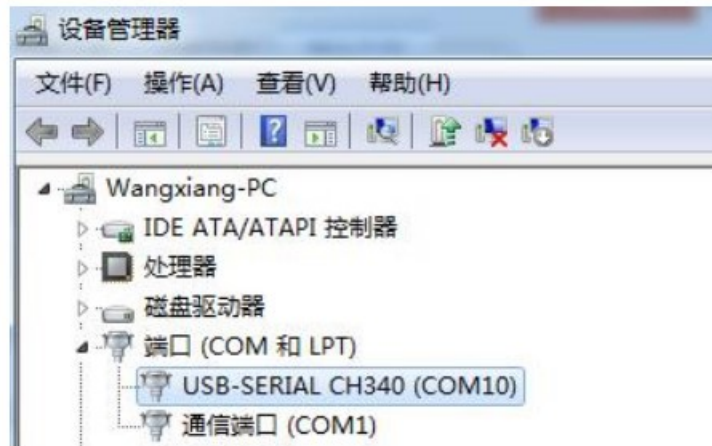 设备管理器
文件(F) 操作(A) 查看(V) 帮助(H)
Wangxiang-PC
IDE ATA/ATAPI 控制器
处理器
磁盘驱动器
端口 (COM 和 LPT)
USB-SERIAL CH340 (COM10)
通信端口 (COM1)